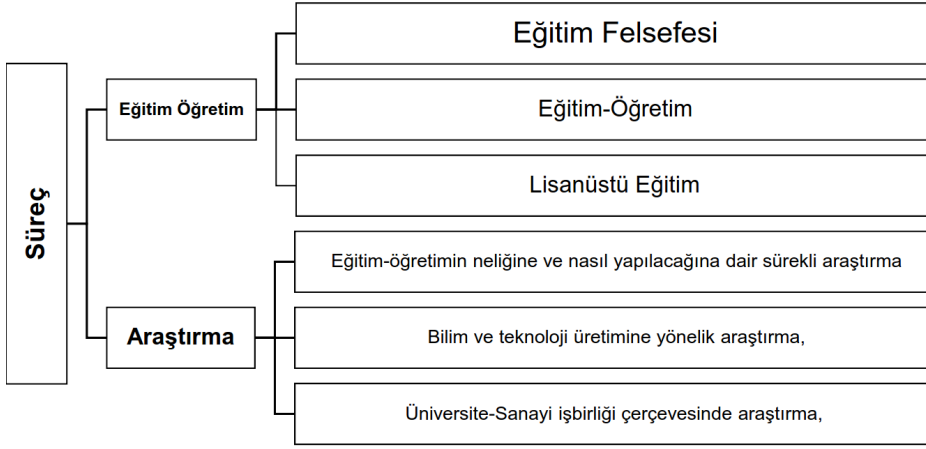 Süreç
Eğitim Öğretim
Eğitim Felsefesi
Eğitim-Öğretim
Lisanüstü Eğitim
Araştırma
Eğitim-öğretimin neliğine ve nasıl yapılacağına dair sürekli araştırma
Bilim ve teknoloji üretimine yönelik araştırma,
Üniversite-Sanayi işbirliği çerçevesinde araştırma,